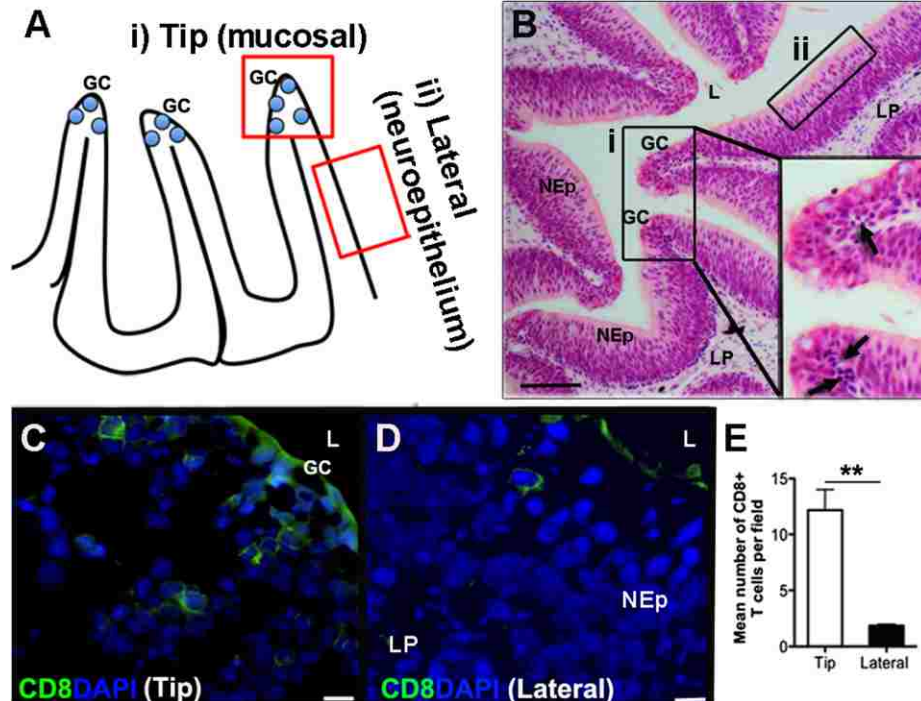 A
i) Tip (mucosal)
GC
GC
GC
ii) Lateral
(neuroepithelium)
B
ii
L
LP
i
GC
NEp
GC
NEp
LP
C
L
GC
CD8DAPI (Tip)
D
L
NEp
LP
CD8DAPI (Lateral)
E
**
Mean number of CD8+
T cells per field
15
10
5
0
Tip
Lateral